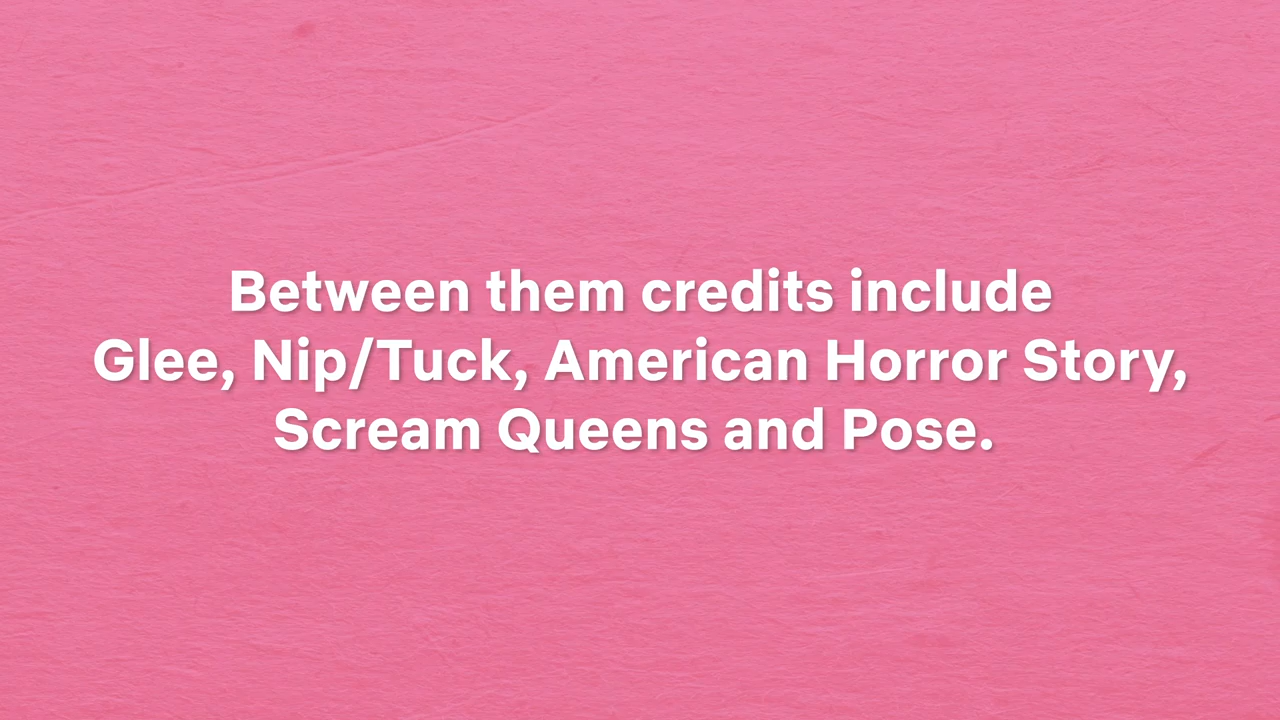 Between them credits include
Glee, Nip/Tuck, American Horror Story,
Scream Queens and Pose.